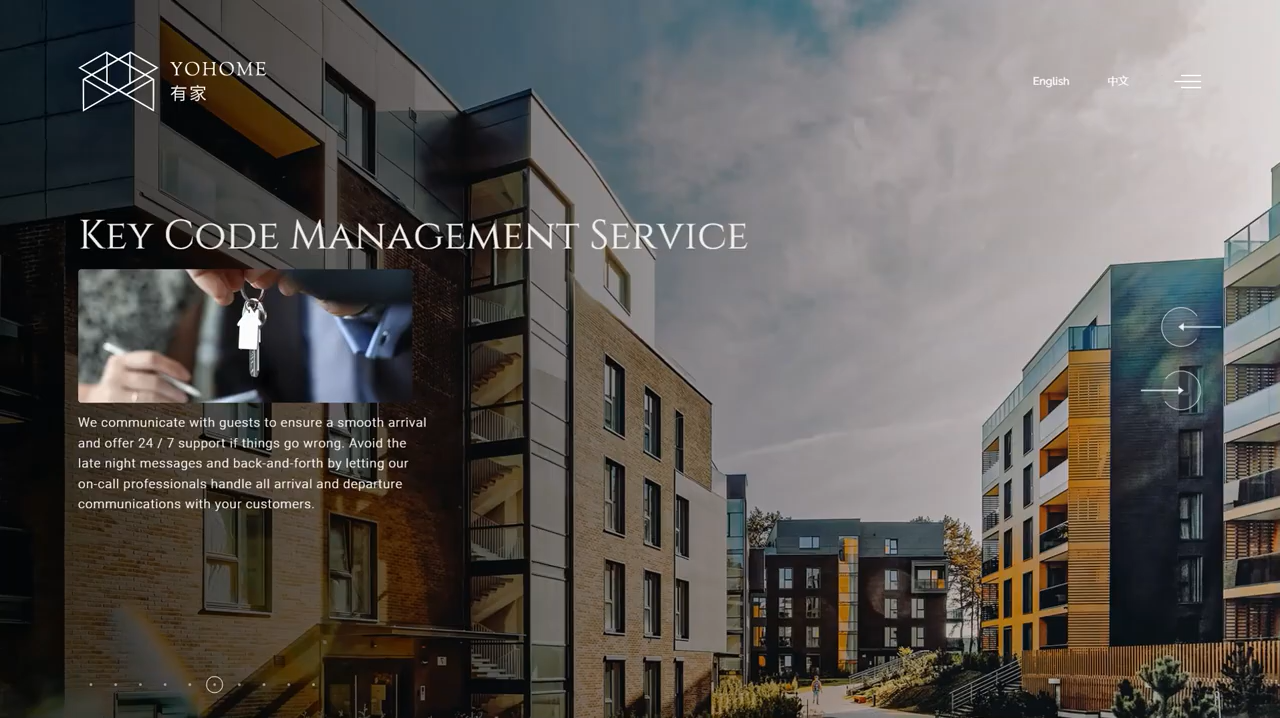 YOHOME
有家
English
中文
Key Code Management Service
We communicate with guests to ensure a smooth arrival
and offer 24 / 7 support if things go wrong. Avoid the
late night messages and back-and-forth by letting our
on-call professionals handle all arrival and departure
communications with your customers.